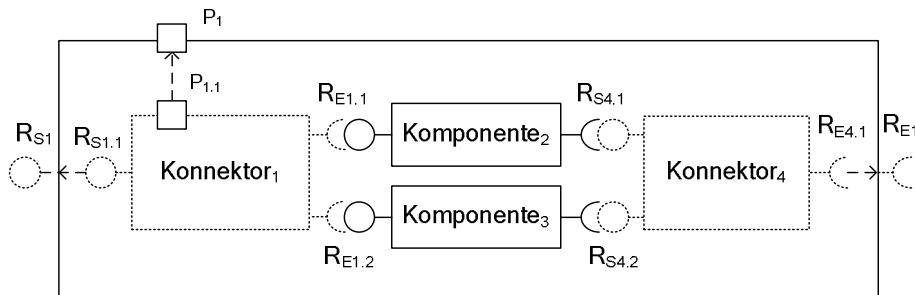 P1
P1.1
RE1.1
RS4.1
RS1
RS1.1
Komponente2
RE4.1
RE1
Konnektor1
Konnektor4
Komponente3
RE1.2
RS4.2